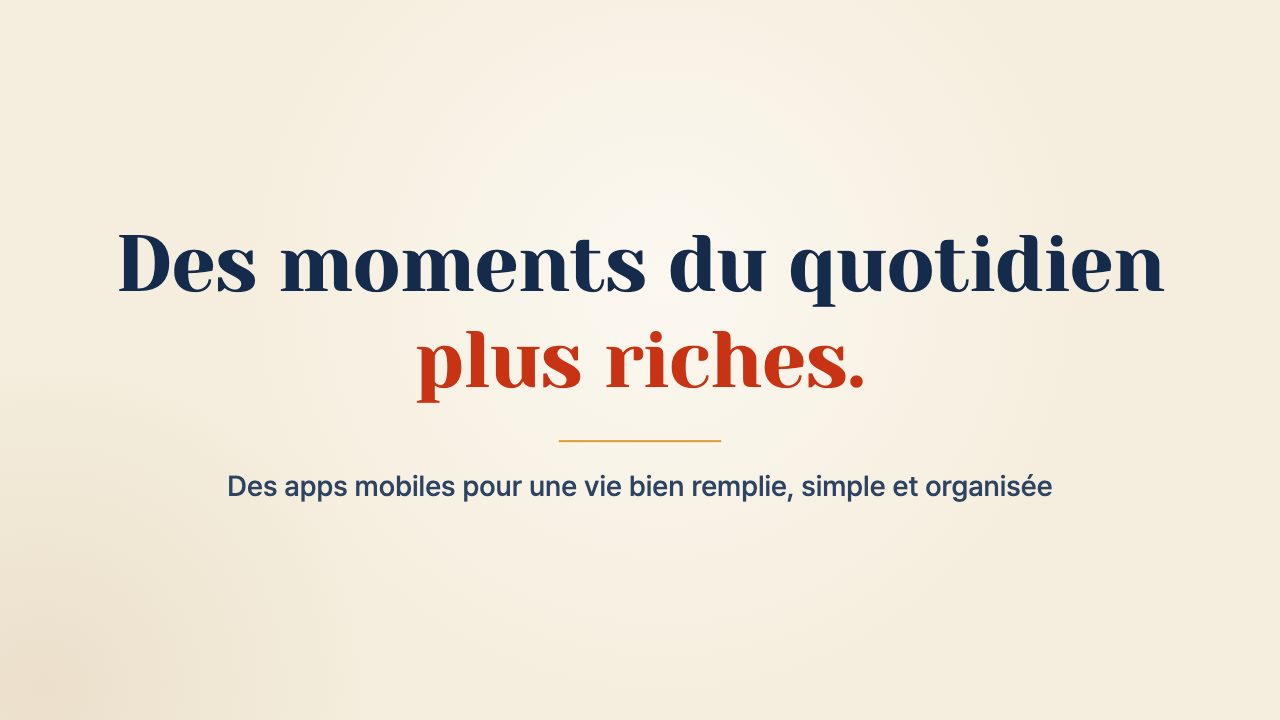 Des moments du quotidien
plus riches.
Des apps mobiles pour une vie bien remplie, simple et organisée